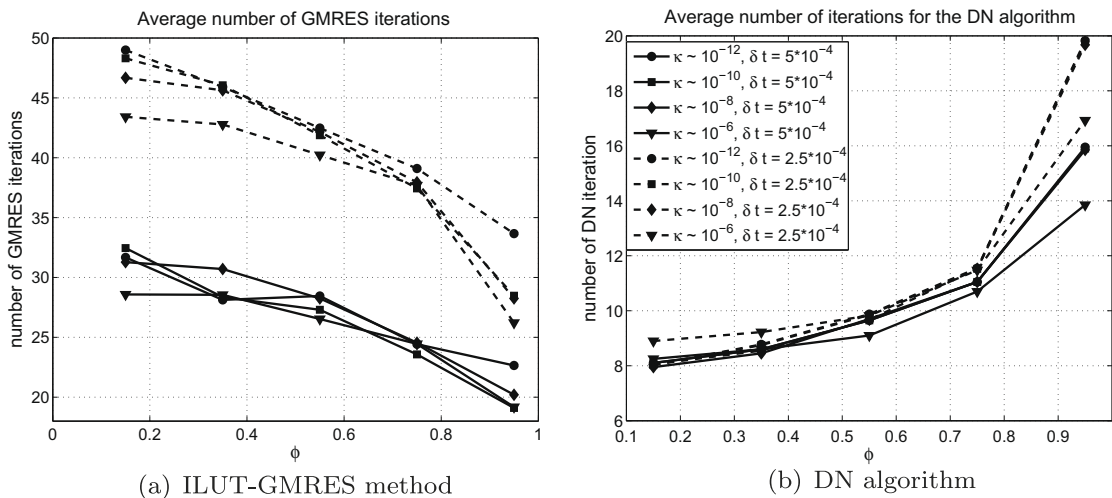 Average number of GMRES iterations
50
45
40
35
30
25
20
0
0.2
0.4
0.6
0.8
1
number of GMRES iterations
ϕ
(a) ILUT-GMRES method
Average number of iterations for the DN algorithm
20
18
16
14
12
10
8
6
0.1
0.2
0.3
0.4
0.5
0.6
0.7
0.8
0.9
number of DN iteration
ϕ
κ ~ 10⁻¹², δ t = 5*10⁻⁴
κ ~ 10⁻¹⁰, δ t = 5*10⁻⁴
κ ~ 10⁻⁸, δ t = 5*10⁻⁴
κ ~ 10⁻⁶, δ t = 5*10⁻⁴
κ ~ 10⁻¹², δ t = 2.5*10⁻⁴
κ ~ 10⁻¹⁰, δ t = 2.5*10⁻⁴
κ ~ 10⁻⁸, δ t = 2.5*10⁻⁴
κ ~ 10⁻⁶, δ t = 2.5*10⁻⁴
(b) DN algorithm